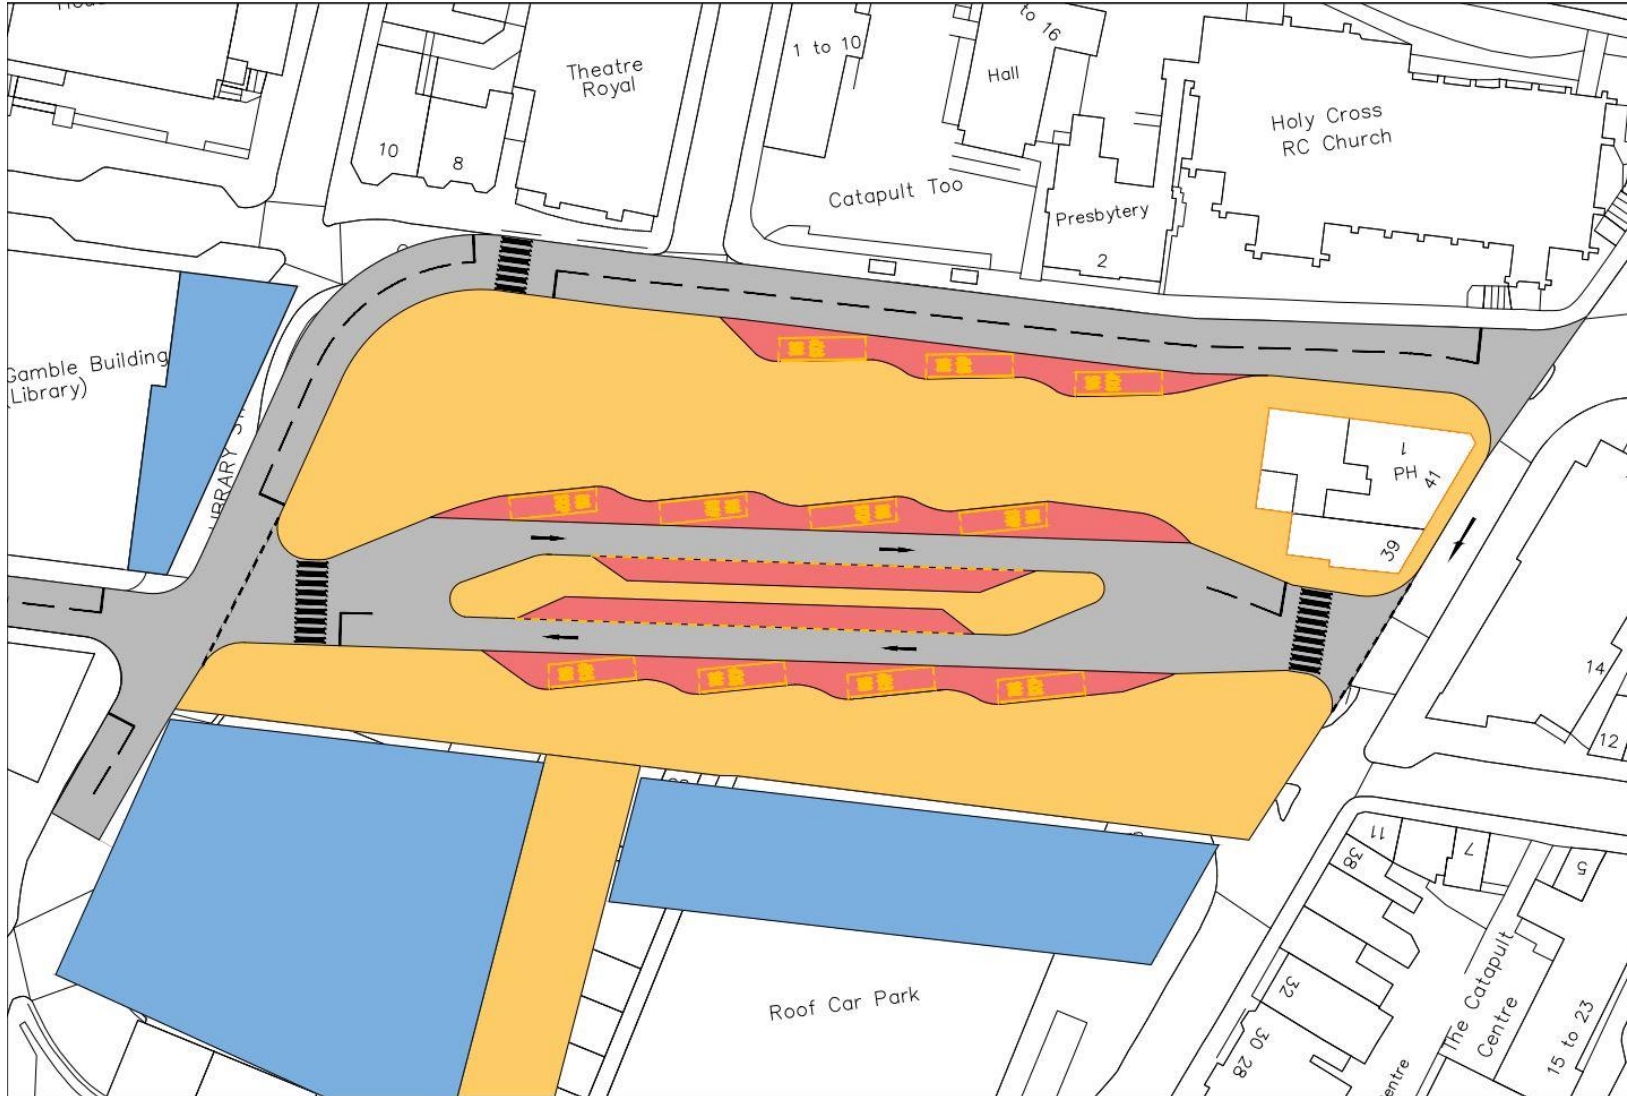 to 16
1 to 10
Theatre
Royal
Hall
Holy Cross
RC Church
10
8
Catapult Too
Presbytery
2
Gamble Building
(Library)
1
PH
41
39
14
12
11
38
7
5
32
30
28
Roof Car Park
The Catapult
Centre
15 to 23